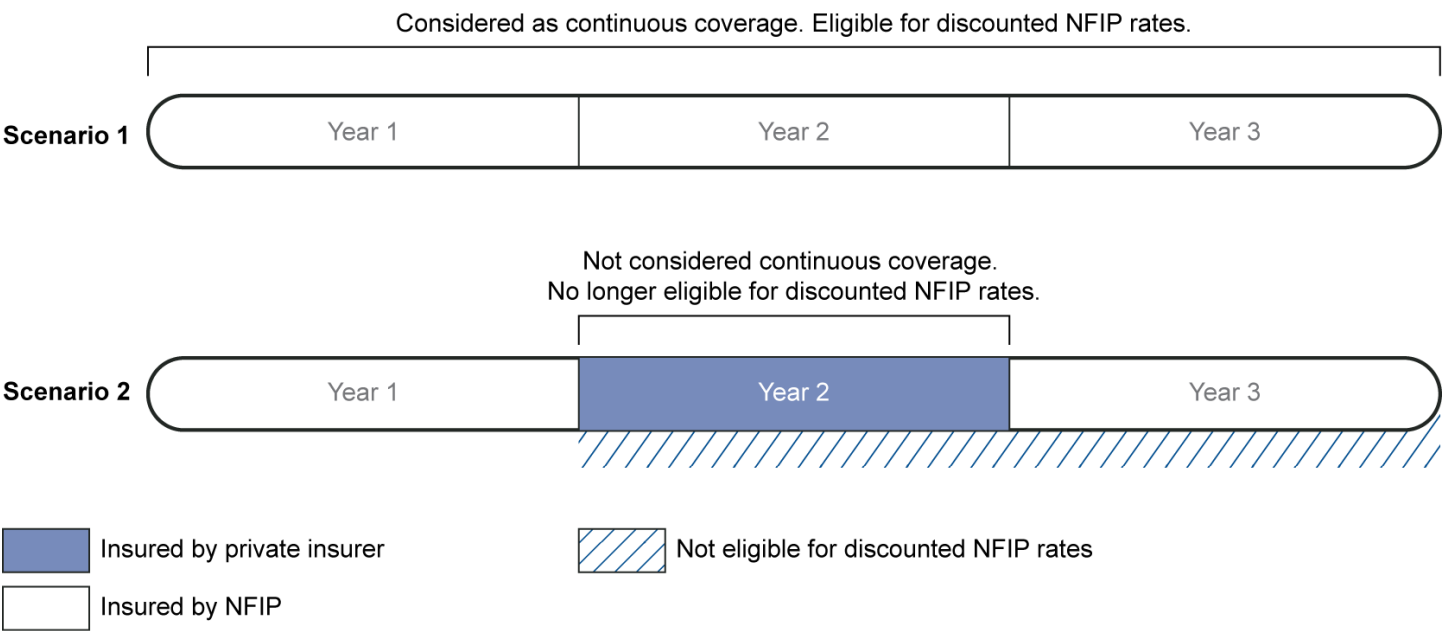 Considered as continuous coverage. Eligible for discounted NFIP rates.
Scenario 1
Year 1
Year 2
Year 3
Not considered continuous coverage.
No longer eligible for discounted NFIP rates.
Scenario 2
Year 1
Year 2
Year 3
Insured by private insurer
Not eligible for discounted NFIP rates
Insured by NFIP